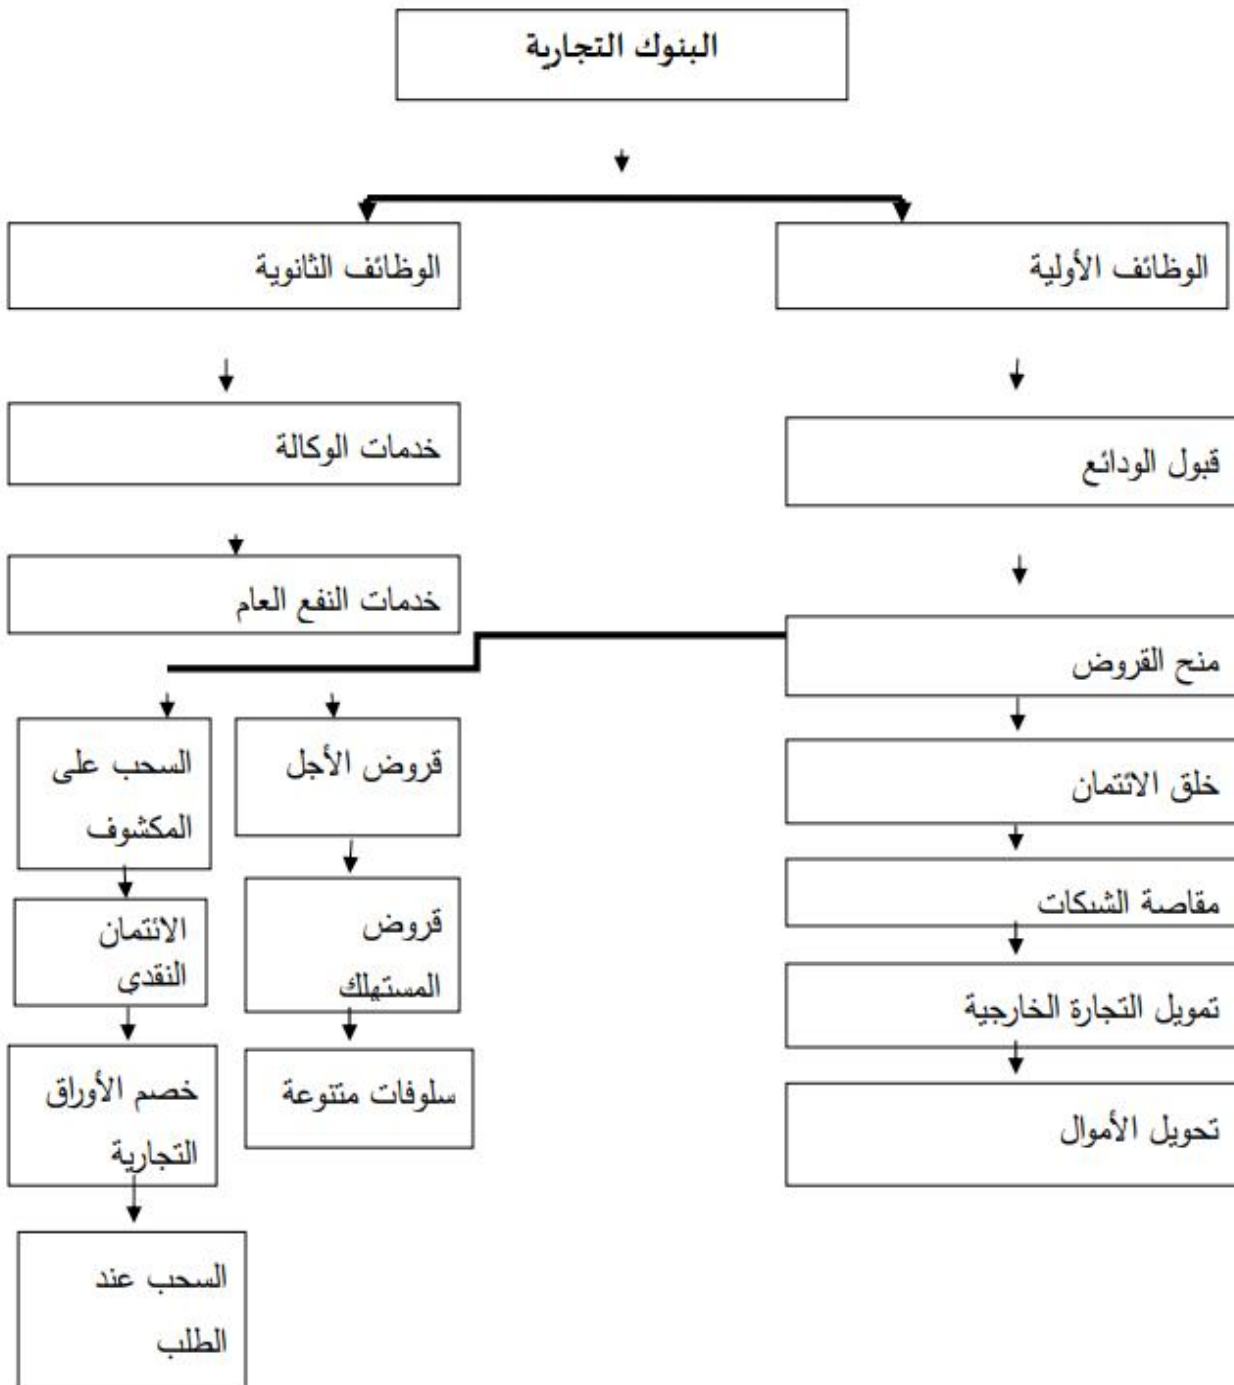 البنوك التجارية
الوظائف الأولية
الوظائف الثانوية
قبول الودائع
خدمات الوكالة
منح القروض
خدمات النفع العام
خلق الائتمان
مقاصة الشيكات
تمويل التجارة الخارجية
تحويل الأموال
قروض الأجل
قروض
المستهلك
سلوفات متنوعة
السحب على
المكشوف
الائتمان
النقدي
خصم الأوراق
التجارية
السحب عند
الطلب